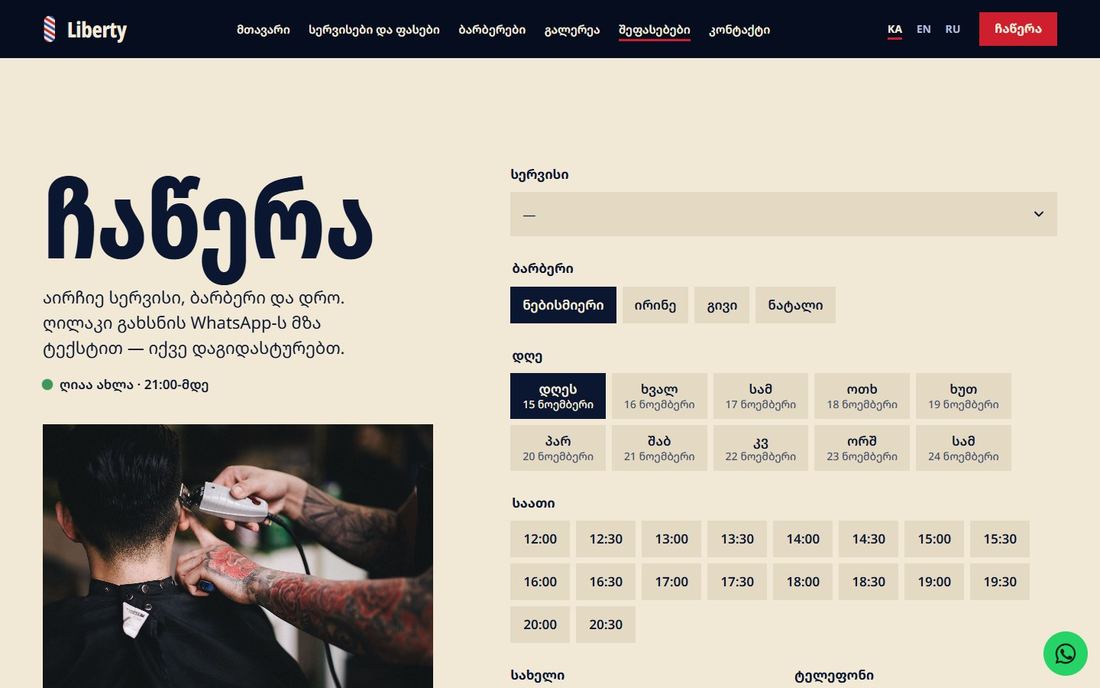 Liberty
მთავარი სერვისები და ფასები ბარბერები გალერეა შეფასებები კონტაქტი
KA EN RU
ჩაწერა
ჩაწერა
აირჩიე სერვისი, ბარბერი და დრო.
ღილაკი გახსნის WhatsApp-ს მზა
ტექსტით — იქვე დაგიდასტურებთ.
ღიაა ახლა · 21:00-მდე
სერვისი
—
ბარბერი
ნებისმიერი ირინე გივი ნატალი
დღე
დღეს ხვალ სამ ოთხ ხუთ
15 ნოემბერი 16 ნოემბერი 17 ნოემბერი 18 ნოემბერი 19 ნოემბერი
პარ შაბ კვ ორშ სამ
20 ნოემბერი 21 ნოემბერი 22 ნოემბერი 23 ნოემბერი 24 ნოემბერი
საათი
12:00 12:30 13:00 13:30 14:00 14:30 15:00 15:30
16:00 16:30 17:00 17:30 18:00 18:30 19:00 19:30
20:00 20:30
სახელი ტელეფონი